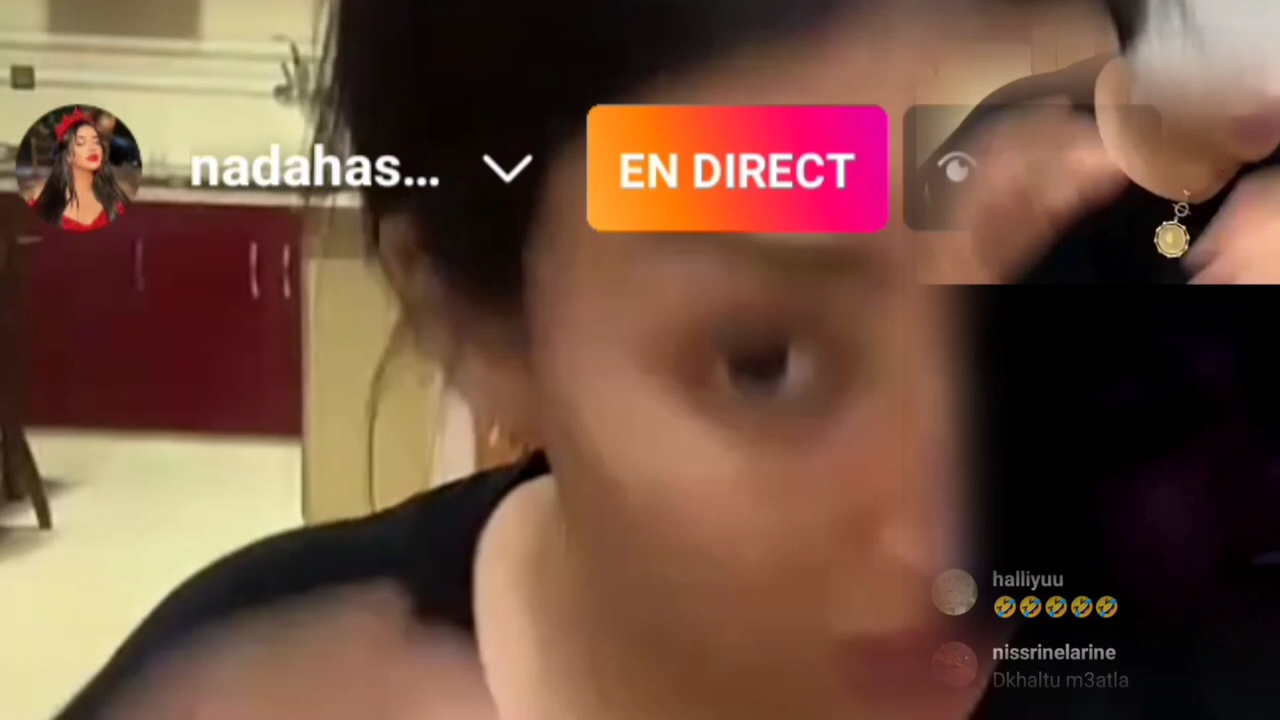 nadahas...
EN DIRECT
halliyuu
🤣🤣🤣🤣🤣
nissrinelarine
Dkhaltu m3atla